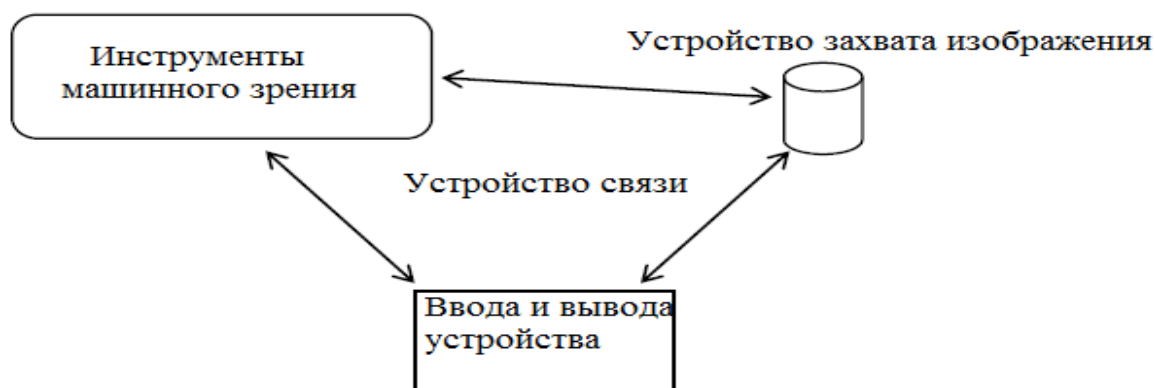 Инструменты
машинного зрения
Устройство захвата изображения
Устройство связи
Ввода и вывода
устройства